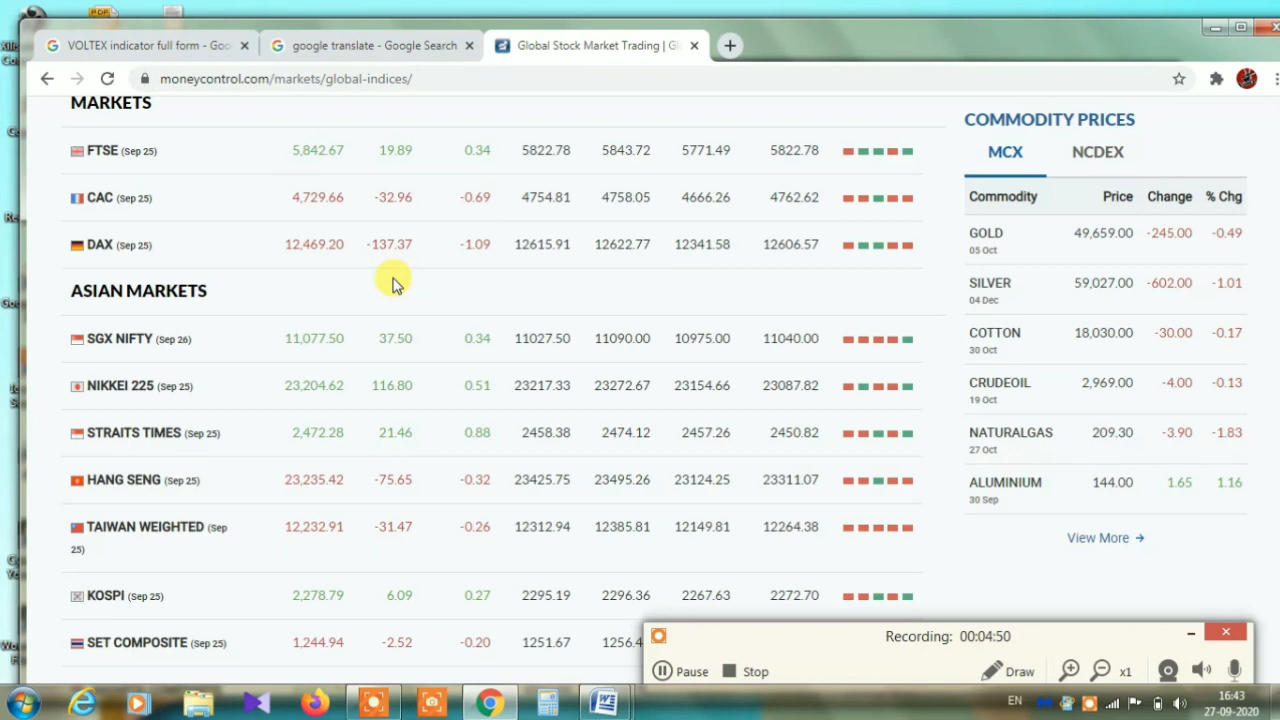 PDF
VOLTEX indicator full form - Goo
google translate - Google Search
Global Stock Market Trading | Gl
moneycontrol.com/markets/global-indices/
MARKETS
FTSE (Sep 25) 5,842.67 19.89 0.34 5822.78 5843.72 5771.49 5822.78
CAC (Sep 25) 4,729.66 -32.96 -0.69 4754.81 4758.05 4666.26 4762.62
DAX (Sep 25) 12,469.20 -137.37 -1.09 12615.91 12622.77 12341.58 12606.57
ASIAN MARKETS
SGX NIFTY (Sep 26) 11,077.50 37.50 0.34 11027.50 11090.00 10975.00 11040.00
NIKKEI 225 (Sep 25) 23,204.62 116.80 0.51 23217.33 23272.67 23154.66 23087.82
STRAITS TIMES (Sep 25) 2,472.28 21.46 0.88 2458.38 2474.12 2457.26 2450.82
HANG SENG (Sep 25) 23,235.42 -75.65 -0.32 23425.75 23495.26 23124.25 23311.07
TAIWAN WEIGHTED (Sep 12,232.91 -31.47 -0.26 12312.94 12385.81 12149.81 12264.38
25)
KOSPI (Sep 25) 2,278.79 6.09 0.27 2295.19 2296.36 2267.63 2272.70
SET COMPOSITE (Sep 25) 1,244.94 -2.52 -0.20 1251.67 1256.4
COMMODITY PRICES
MCX NCDEX
Commodity Price Change % Chg
GOLD 49,659.00 -245.00 -0.49
05 Oct
SILVER 59,027.00 -602.00 -1.01
04 Dec
COTTON 18,030.00 -30.00 -0.17
30 Oct
CRUDEOIL 2,969.00 -4.00 -0.13
19 Oct
NATURALGAS 209.30 -3.90 -1.83
27 Oct
ALUMINIUM 144.00 1.65 1.16
30 Sep
View More
Recording: 00:04:50
Pause Stop Draw x1
EN 16:43
27-09-2020